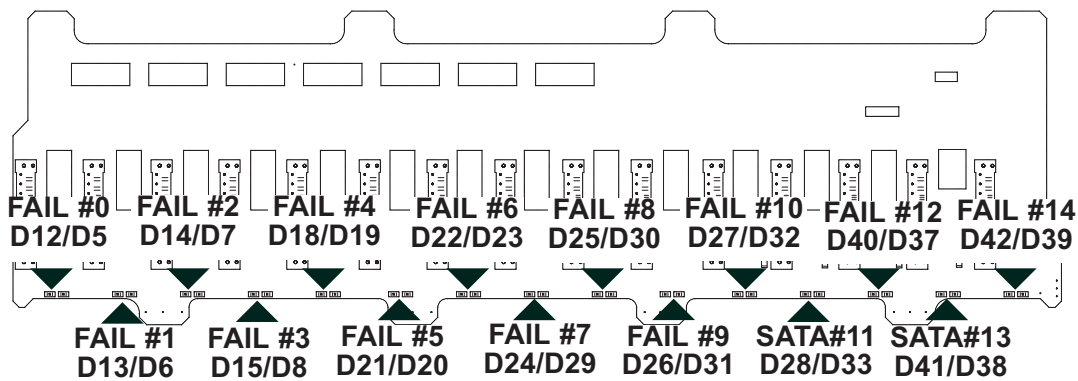 FAIL #0
D12/D5
FAIL #2
D14/D7
FAIL #4
D18/D19
FAIL #6
D22/D23
FAIL #8
D25/D30
FAIL #10
D27/D32
FAIL #12
D40/D37
FAIL #14
D42/D39
FAIL #1
D13/D6
FAIL #3
D15/D8
FAIL #5
D21/D20
FAIL #7
D24/D29
FAIL #9
D26/D31
SATA#11
D28/D33
SATA#13
D41/D38